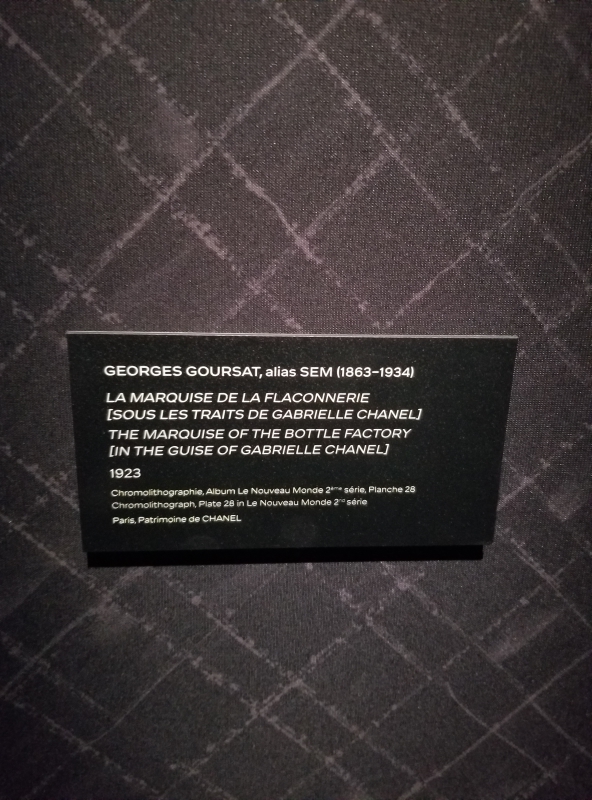 GEORGES GOURSAT, alias SEM (1863–1934)
LA MARQUISE DE LA FLACONNERIE
[SOUS LES TRAITS DE GABRIELLE CHANEL]
THE MARQUISE OF THE BOTTLE FACTORY
[IN THE GUISE OF GABRIELLE CHANEL]
1923
Chromolithographie, Album Le Nouveau Monde 2ème série, Planche 28
Chromolithograph, Plate 28 in Le Nouveau Monde 2nd série
Paris, Patrimoine de CHANEL